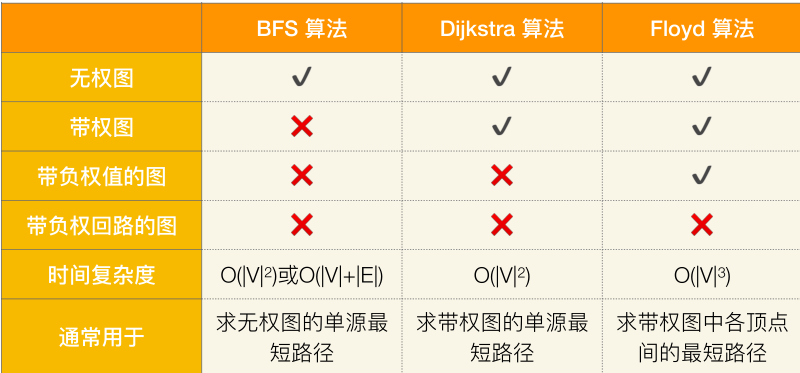 BFS 算法 Dijkstra 算法 Floyd 算法
无权图 ✔ ✔ ✔
带权图 ❌ ✔ ✔
带负权值的图 ❌ ❌ ✔
带负权回路的图 ❌ ❌ ❌
时间复杂度 O(|V|²)或O(|V|+|E|) O(|V|²) O(|V|³)
通常用于 求无权图的单源最 求带权图的单源最 求带权图中各顶点
短路径 短路径 间的最短路径